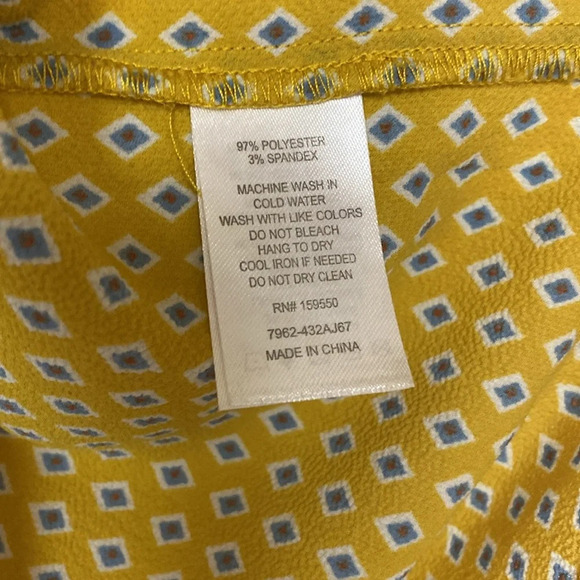 97% POLYESTER
3% SPANDEX
MACHINE WASH IN
COLD WATER
WASH WITH LIKE COLORS
DO NOT BLEACH
HANG TO DRY
COOL IRON IF NEEDED
DO NOT DRY CLEAN
RN# 159550
7962-432AJ67
MADE IN CHINA